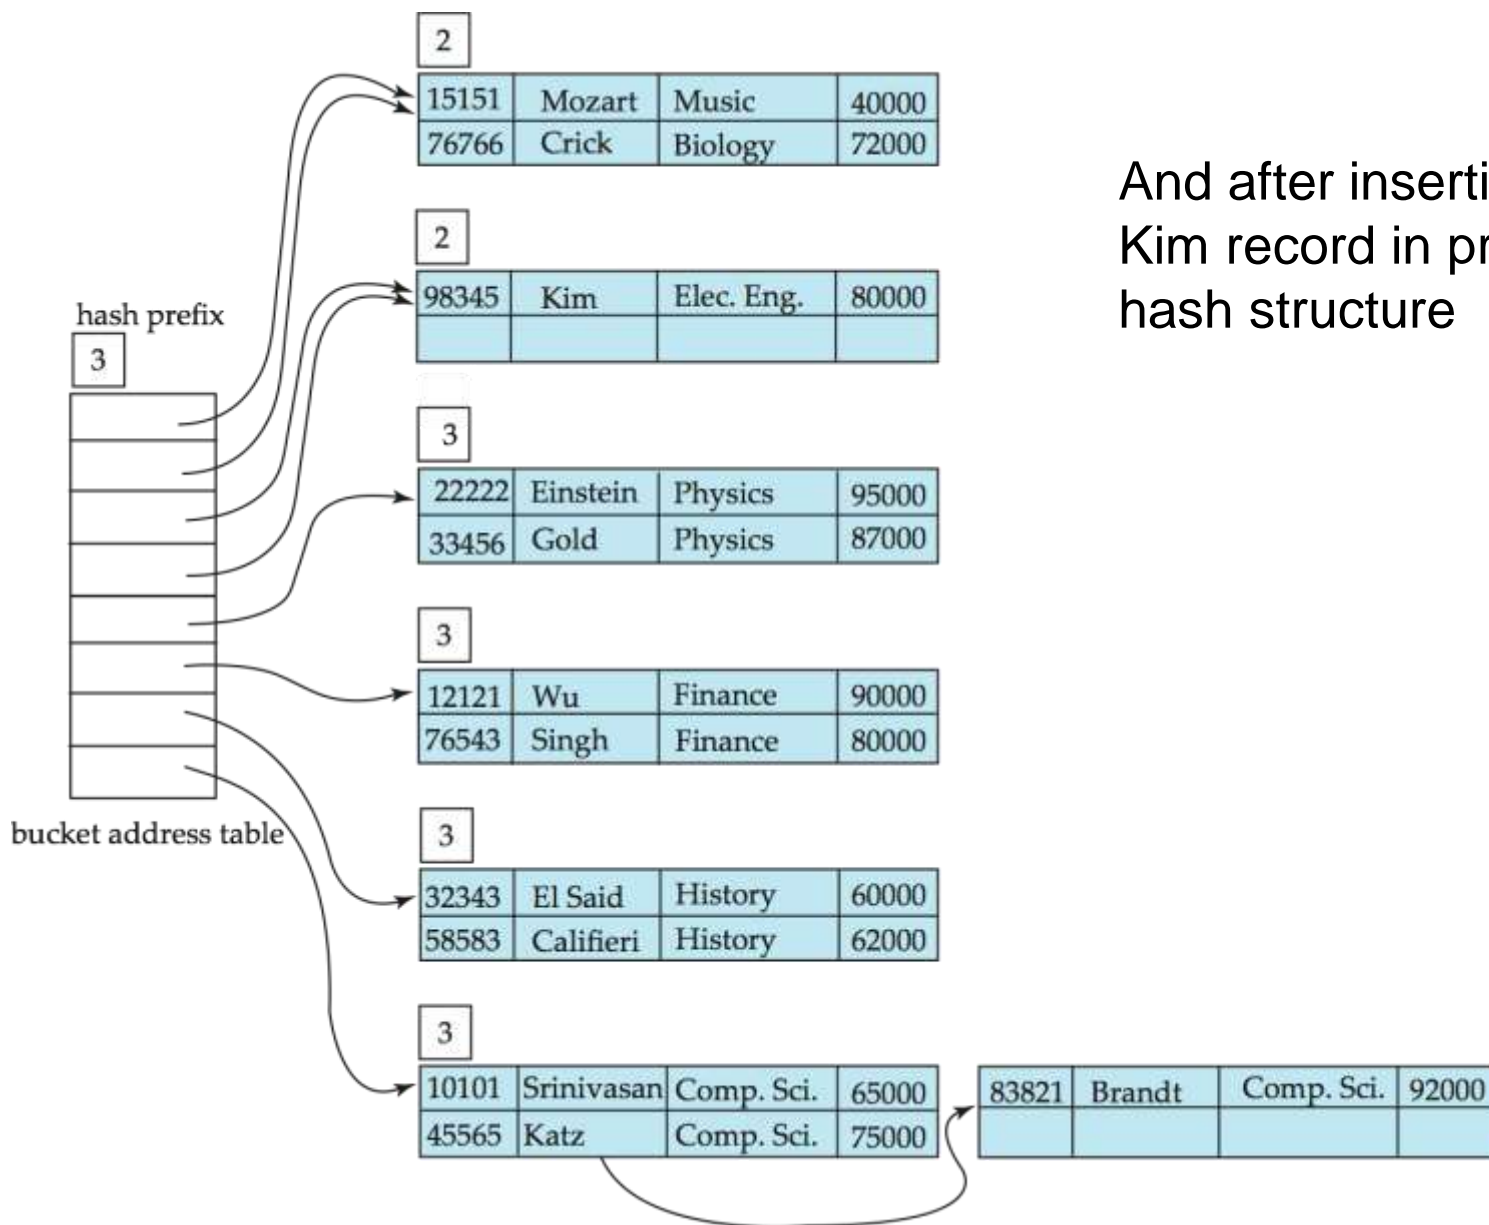 2
15151 Mozart Music 40000
76766 Crick Biology 72000
And after
Kim record in
hash structure
2
98345 Kim Elec. Eng. 80000
hash prefix
3
3
22222 Einstein Physics 95000
33456 Gold Physics 87000
3
12121 Wu Finance 90000
76543 Singh Finance 80000
bucket address table
3
32343 El Said History 60000
58583 Califieri History 62000
3
10101 Srinivasan Comp. Sci. 65000
45565 Katz Comp. Sci. 75000
83821 Brandt Comp. Sci. 92000